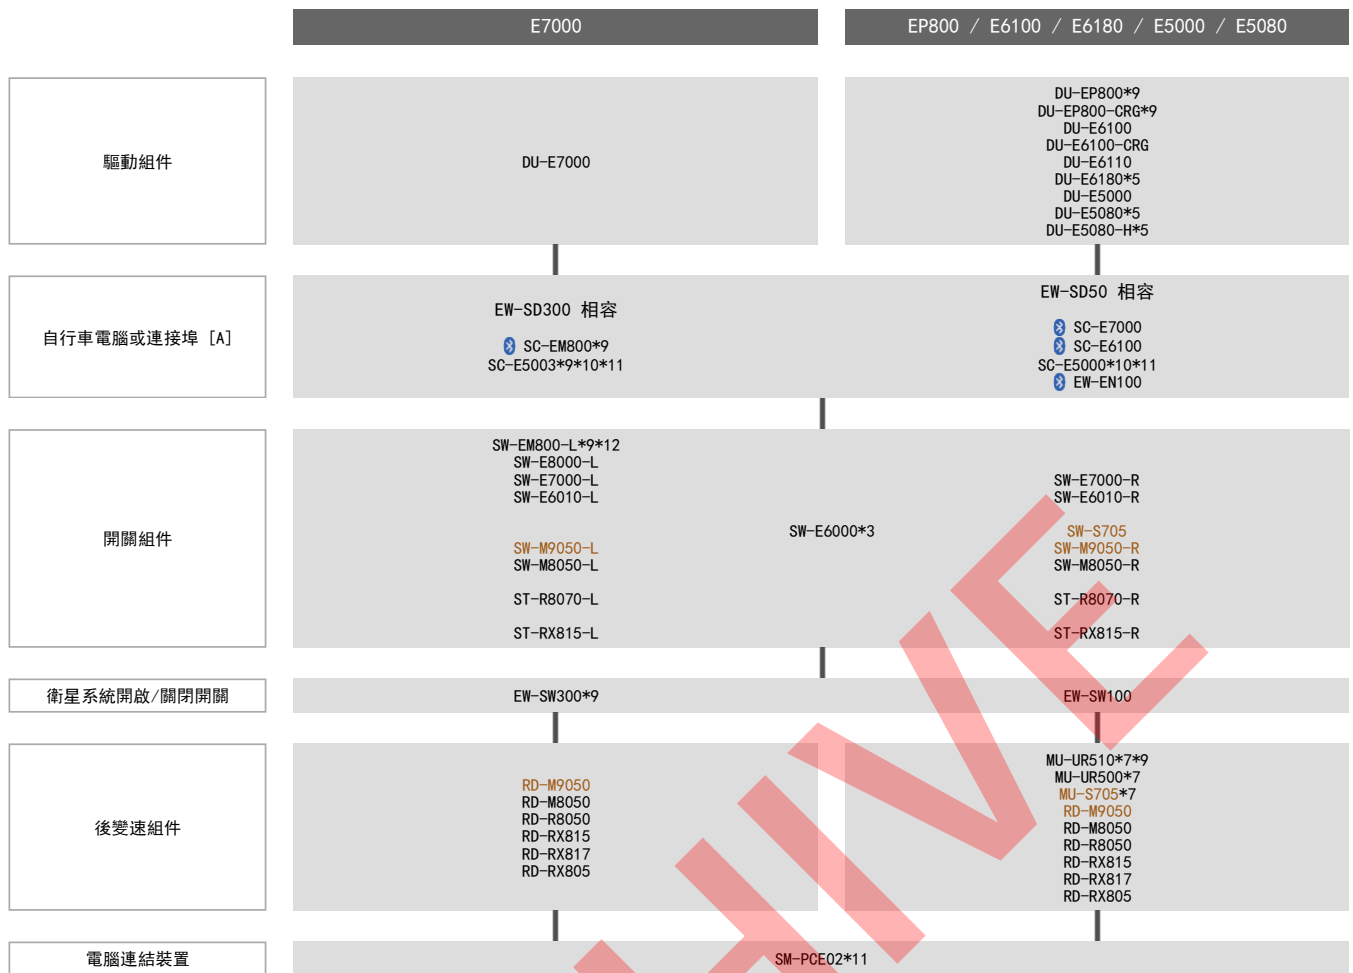 E7000
EP800 / E6100 / E6180 / E5000 / E5080
驅動組件
DU-E7000
DU-EP800*9
DU-EP800-CRG*9
DU-E6100
DU-E6100-CRG
DU-E6110
DU-E6180*5
DU-E5000
DU-E5080*5
DU-E5080-H*5
自行車電腦或連接埠 [A]
EW-SD300 相容
SC-EM800*9
SC-E5003*9*10*11
EW-SD50 相容
SC-E7000
SC-E6100
SC-E5000*10*11
EW-EN100
開關組件
SW-EM800-L*9*12
SW-E8000-L
SW-E7000-L
SW-E6010-L
SW-M9050-L
SW-M8050-L
ST-R8070-L
ST-RX815-L
SW-E6000*3
SW-E7000-R
SW-E6010-R
SW-S705
SW-M9050-R
SW-M8050-R
ST-R8070-R
ST-RX815-R
衛星系統開啟/關閉開關
EW-SW300*9
EW-SW100
後變速組件
RD-M9050
RD-M8050
RD-R8050
RD-RX815
RD-RX817
RD-RX805
MU-UR510*7*9
MU-UR500*7
MU-S705*7
RD-M9050
RD-M8050
RD-R8050
RD-RX815
RD-RX817
RD-RX805
電腦連結裝置
SM-PCE02*11
HIVE